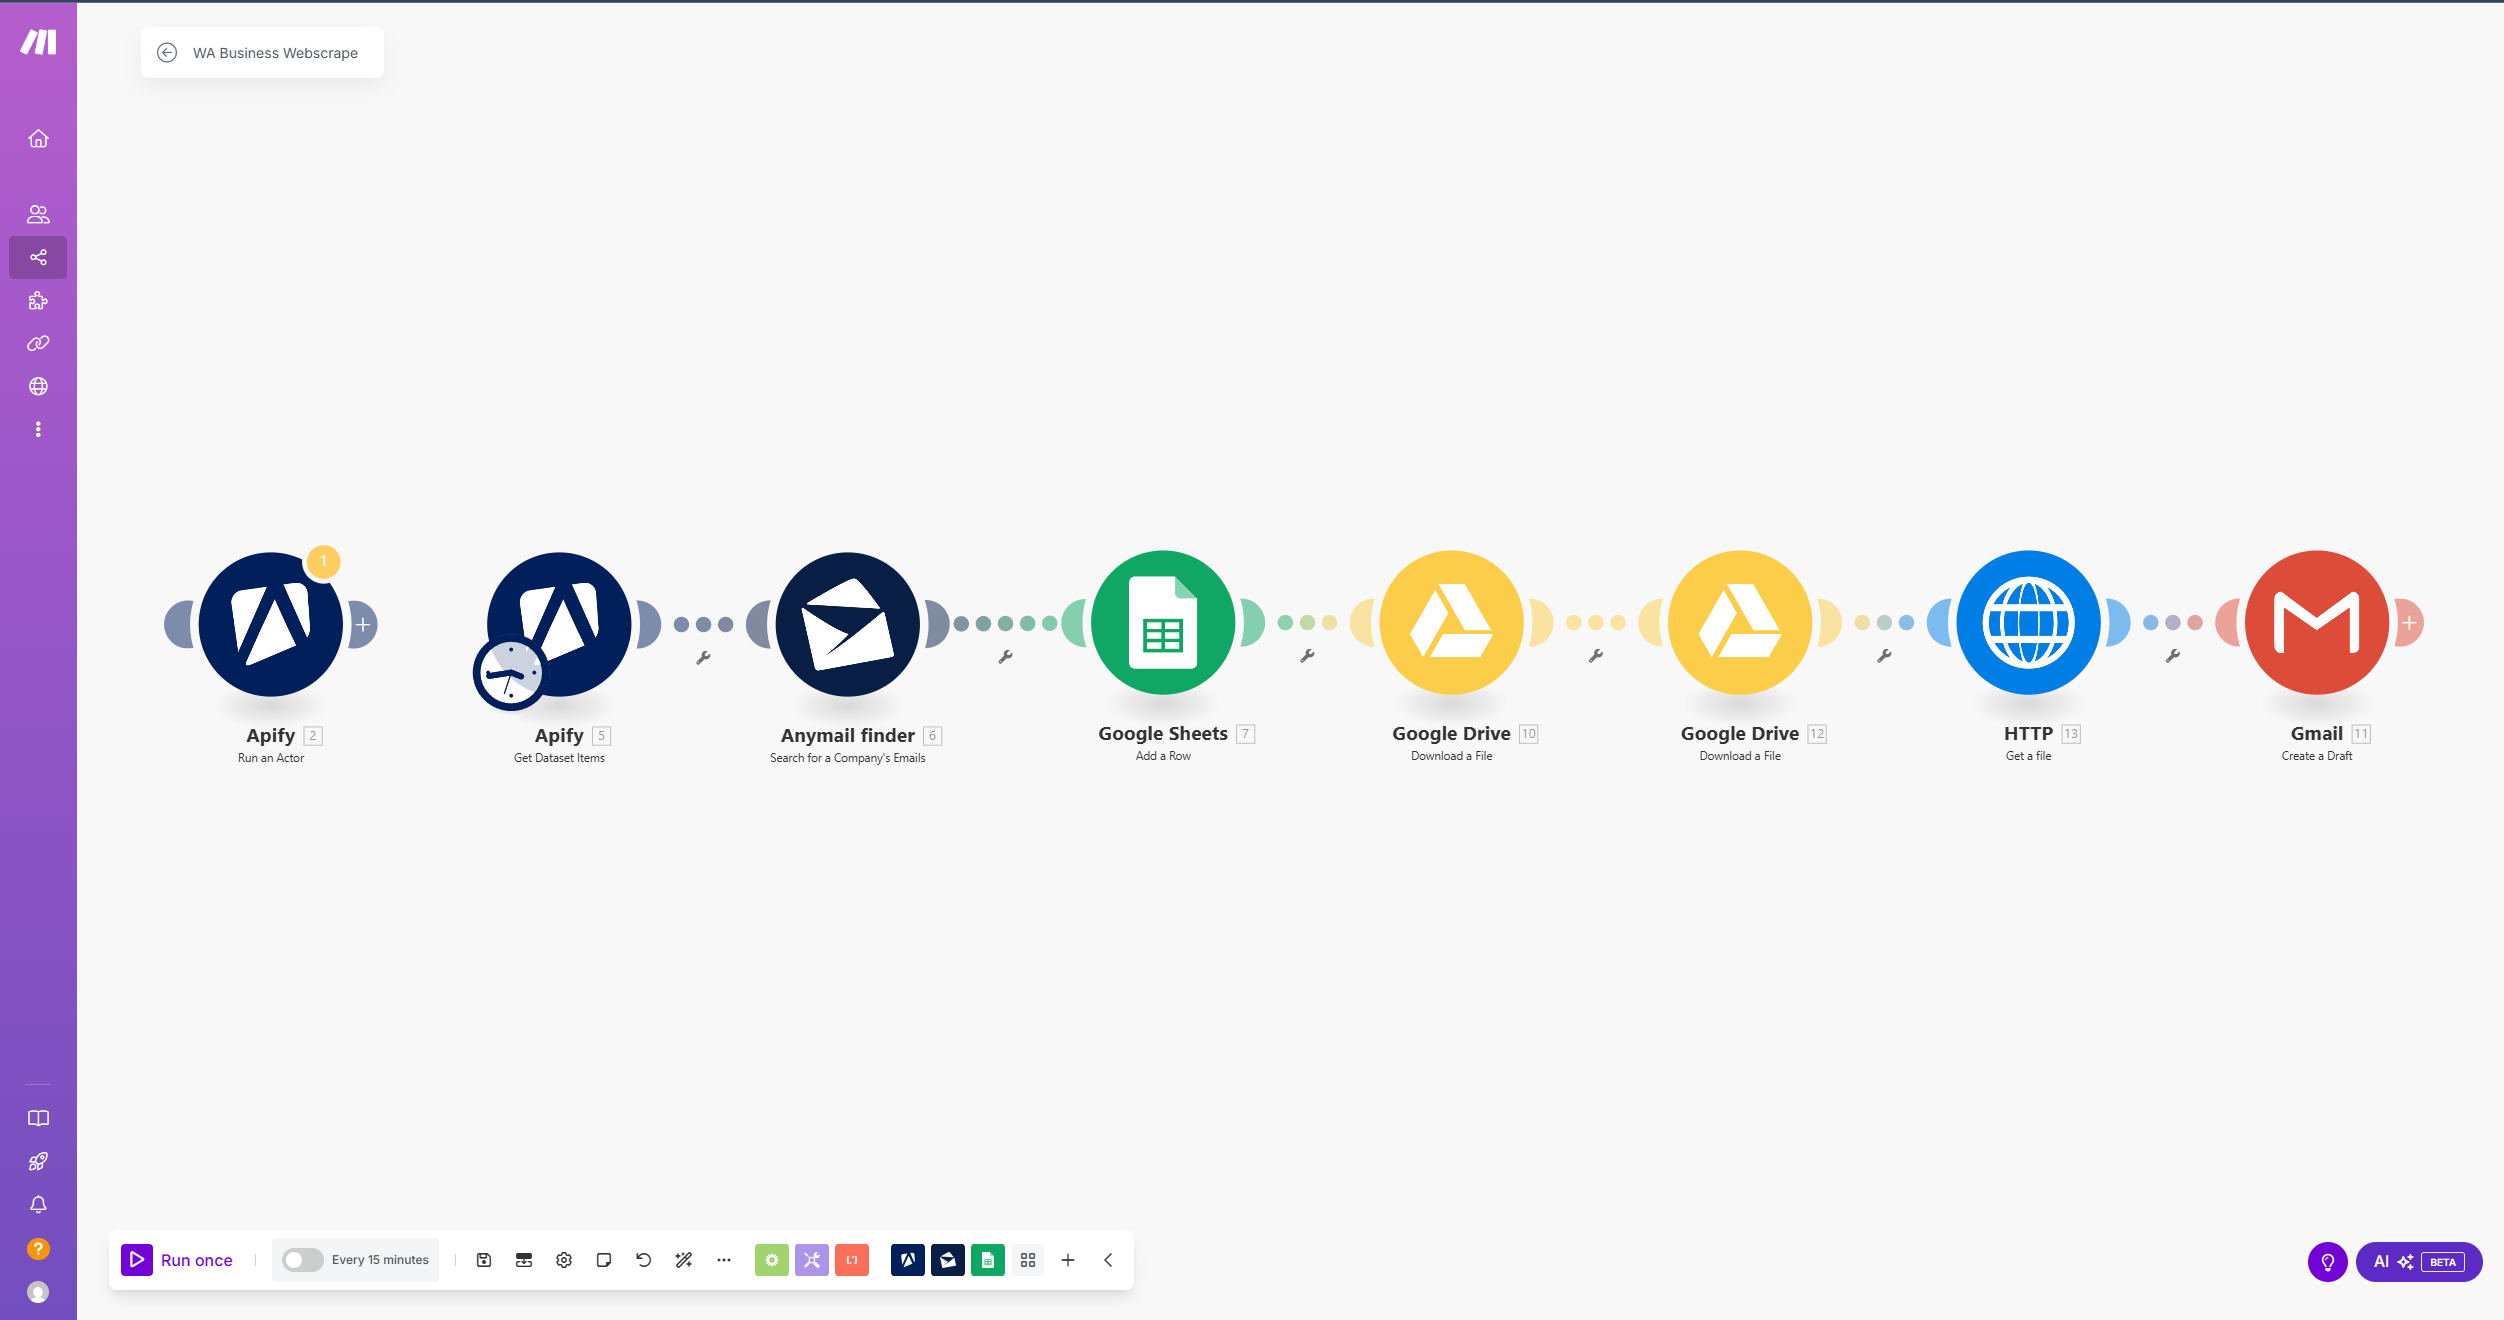 WA Business Webscrape
1
Apify 2
Run an Actor
Apify 5
Get Dataset Items
Anymail finder 6
Search for a Company's Emails
Google Sheets 7
Add a Row
Google Drive 10
Download a File
Google Drive 12
Download a File
HTTP 13
Get a file
Gmail 11
Create a Draft
Run once
Every 15 minutes
AI BETA